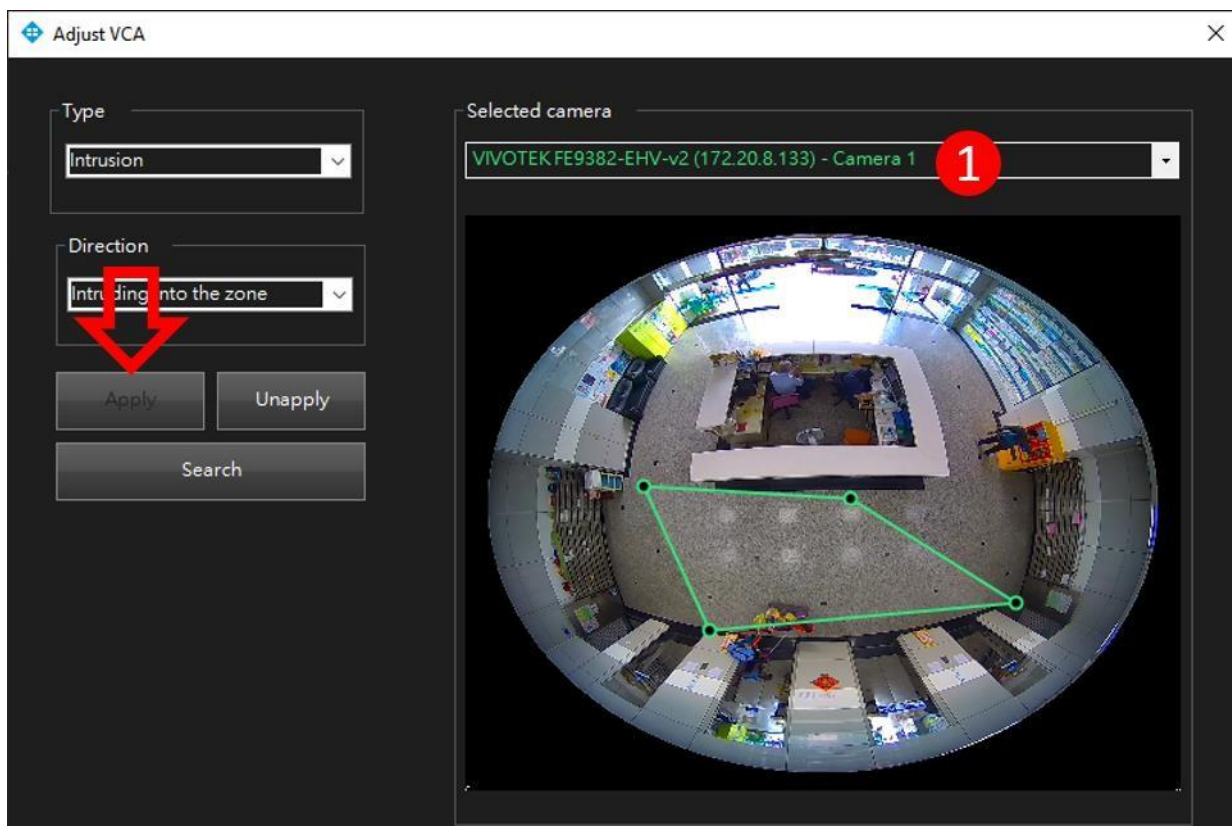 Adjust VCA
Type
Intrusion
Direction
Intruding into the zone
Apply
Unapply
Search
Selected camera
VIVOTEK FE9382-EHV-v2 (172.20.8.133) - Camera 1
1